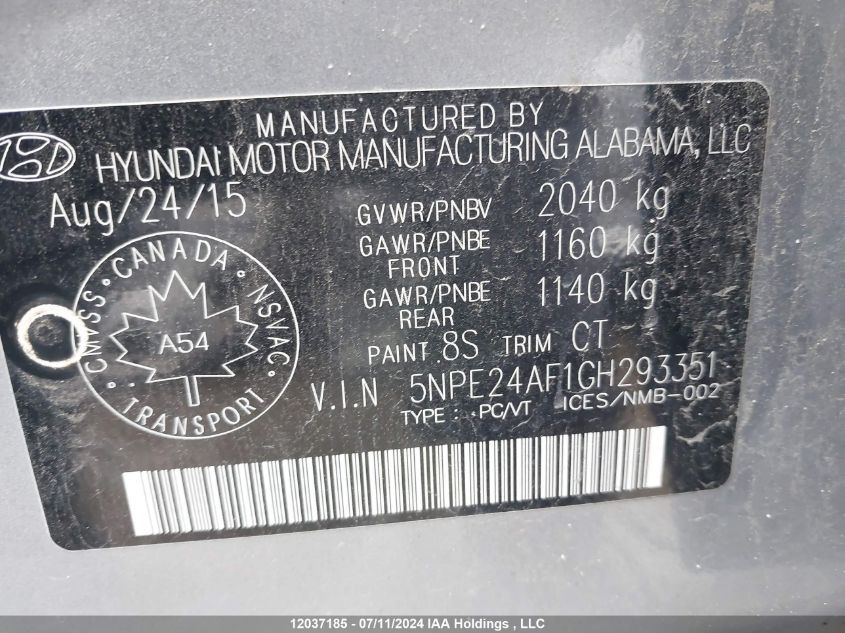 MANUFACTURED BY
HYUNDAI MOTOR MANUFACTURING ALABAMA, LLC
Aug/24/15
GVWR/PNBV 2040 kg
GAWR/PNBE FRONT 1160 kg
GAWR/PNBE REAR 1140 kg
PAINT 8S TRIM CT
V.I.N 5NPE24AF1GH293351
TYPE : PC/VT ICES/NMB-002
CANADA
CMVSS NSVAC
A54
TRANSPORT
12037185 - 07/11/2024 IAA Holdings , LLC